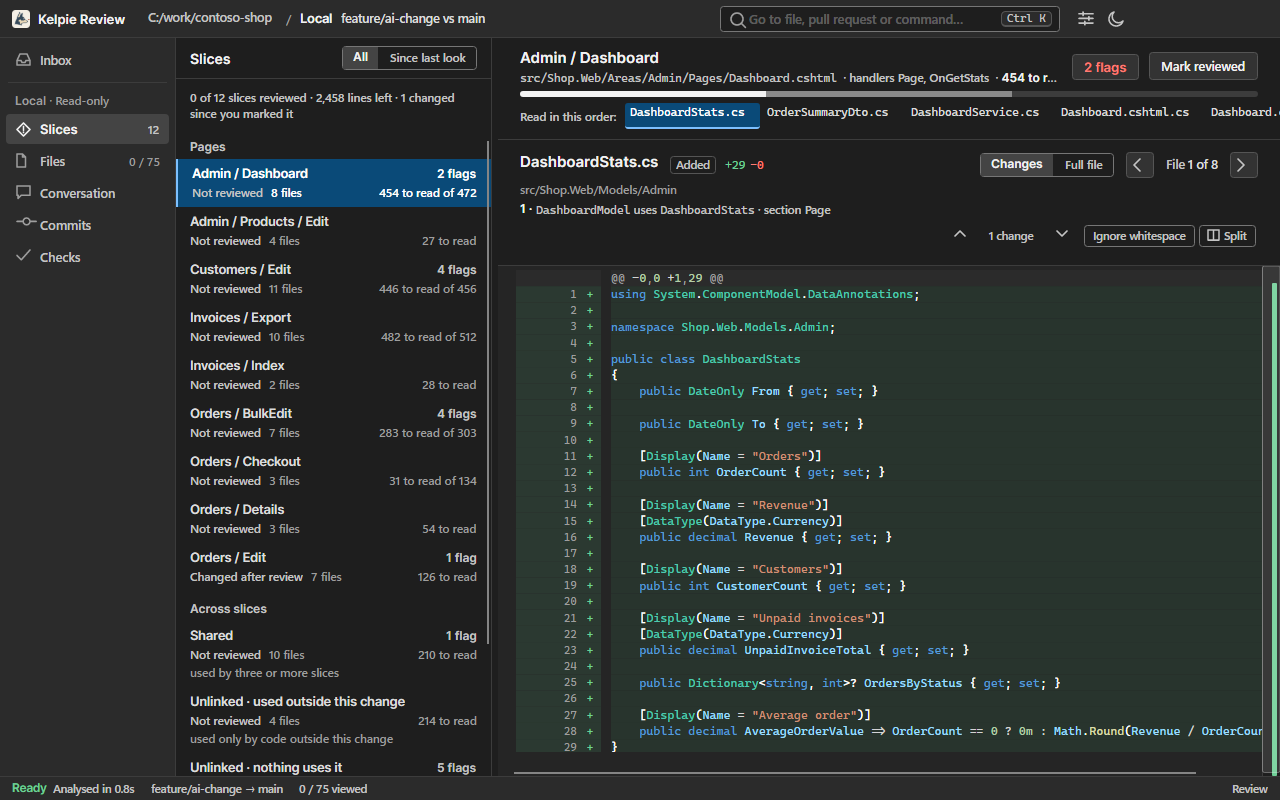 Kelpie Review
C:/work/contoso-shop / Local feature/ai-change vs main
Go to file, pull request or command... Ctrl K
Inbox
Local · Read-only
Slices 12
Files 0 / 75
Conversation
Commits
Checks
Slices
All Since last look
0 of 12 slices reviewed · 2,458 lines left · 1 changed
since you marked it
Pages
Admin / Dashboard 2 flags
Not reviewed 8 files 454 to read of 472
Admin / Products / Edit
Not reviewed 4 files 27 to read
Customers / Edit 4 flags
Not reviewed 11 files 446 to read of 456
Invoices / Export
Not reviewed 10 files 482 to read of 512
Invoices / Index
Not reviewed 2 files 28 to read
Orders / BulkEdit 4 flags
Not reviewed 7 files 283 to read of 303
Orders / Checkout
Not reviewed 3 files 31 to read of 134
Orders / Details
Not reviewed 3 files 54 to read
Orders / Edit 1 flag
Changed after review 7 files 126 to read
Across slices
Shared 1 flag
Not reviewed 10 files 210 to read
used by three or more slices
Unlinked · used outside this change
Not reviewed 4 files 214 to read
used only by code outside this change
Unlinked · nothing uses it 5 flags
Admin / Dashboard
src/Shop.Web/Areas/Admin/Pages/Dashboard.cshtml · handlers Page, OnGetStats · 454 to r...
2 flags
Mark reviewed
Read in this order: DashboardStats.cs OrderSummaryDto.cs DashboardService.cs Dashboard.cshtml.cs Dashboard.
DashboardStats.cs Added +29 −0
Changes Full file
File 1 of 8
src/Shop.Web/Models/Admin
1 · DashboardModel uses DashboardStats · section Page
1 change
Ignore whitespace
Split
@@ −0,0 +1,29 @@
1 + using System.ComponentModel.DataAnnotations;
2 +
3 + namespace Shop.Web.Models.Admin;
4 +
5 + public class DashboardStats
6 + {
7 + public DateOnly From { get; set; }
8 +
9 + public DateOnly To { get; set; }
10 +
11 + [Display(Name = "Orders")]
12 + public int OrderCount { get; set; }
13 +
14 + [Display(Name = "Revenue")]
15 + [DataType(DataType.Currency)]
16 + public decimal Revenue { get; set; }
17 +
18 + [Display(Name = "Customers")]
19 + public int CustomerCount { get; set; }
20 +
21 + [Display(Name = "Unpaid invoices")]
22 + [DataType(DataType.Currency)]
23 + public decimal UnpaidInvoiceTotal { get; set; }
24 +
25 + public Dictionary<string, int>? OrdersByStatus { get; set; }
26 +
27 + [Display(Name = "Average order")]
28 + public decimal AverageOrderValue => OrderCount == 0 ? 0m : Math.Round(Revenue / OrderCoun
29 + }
Ready Analysed in 0.8s feature/ai-change → main 0 / 75 viewed
Review